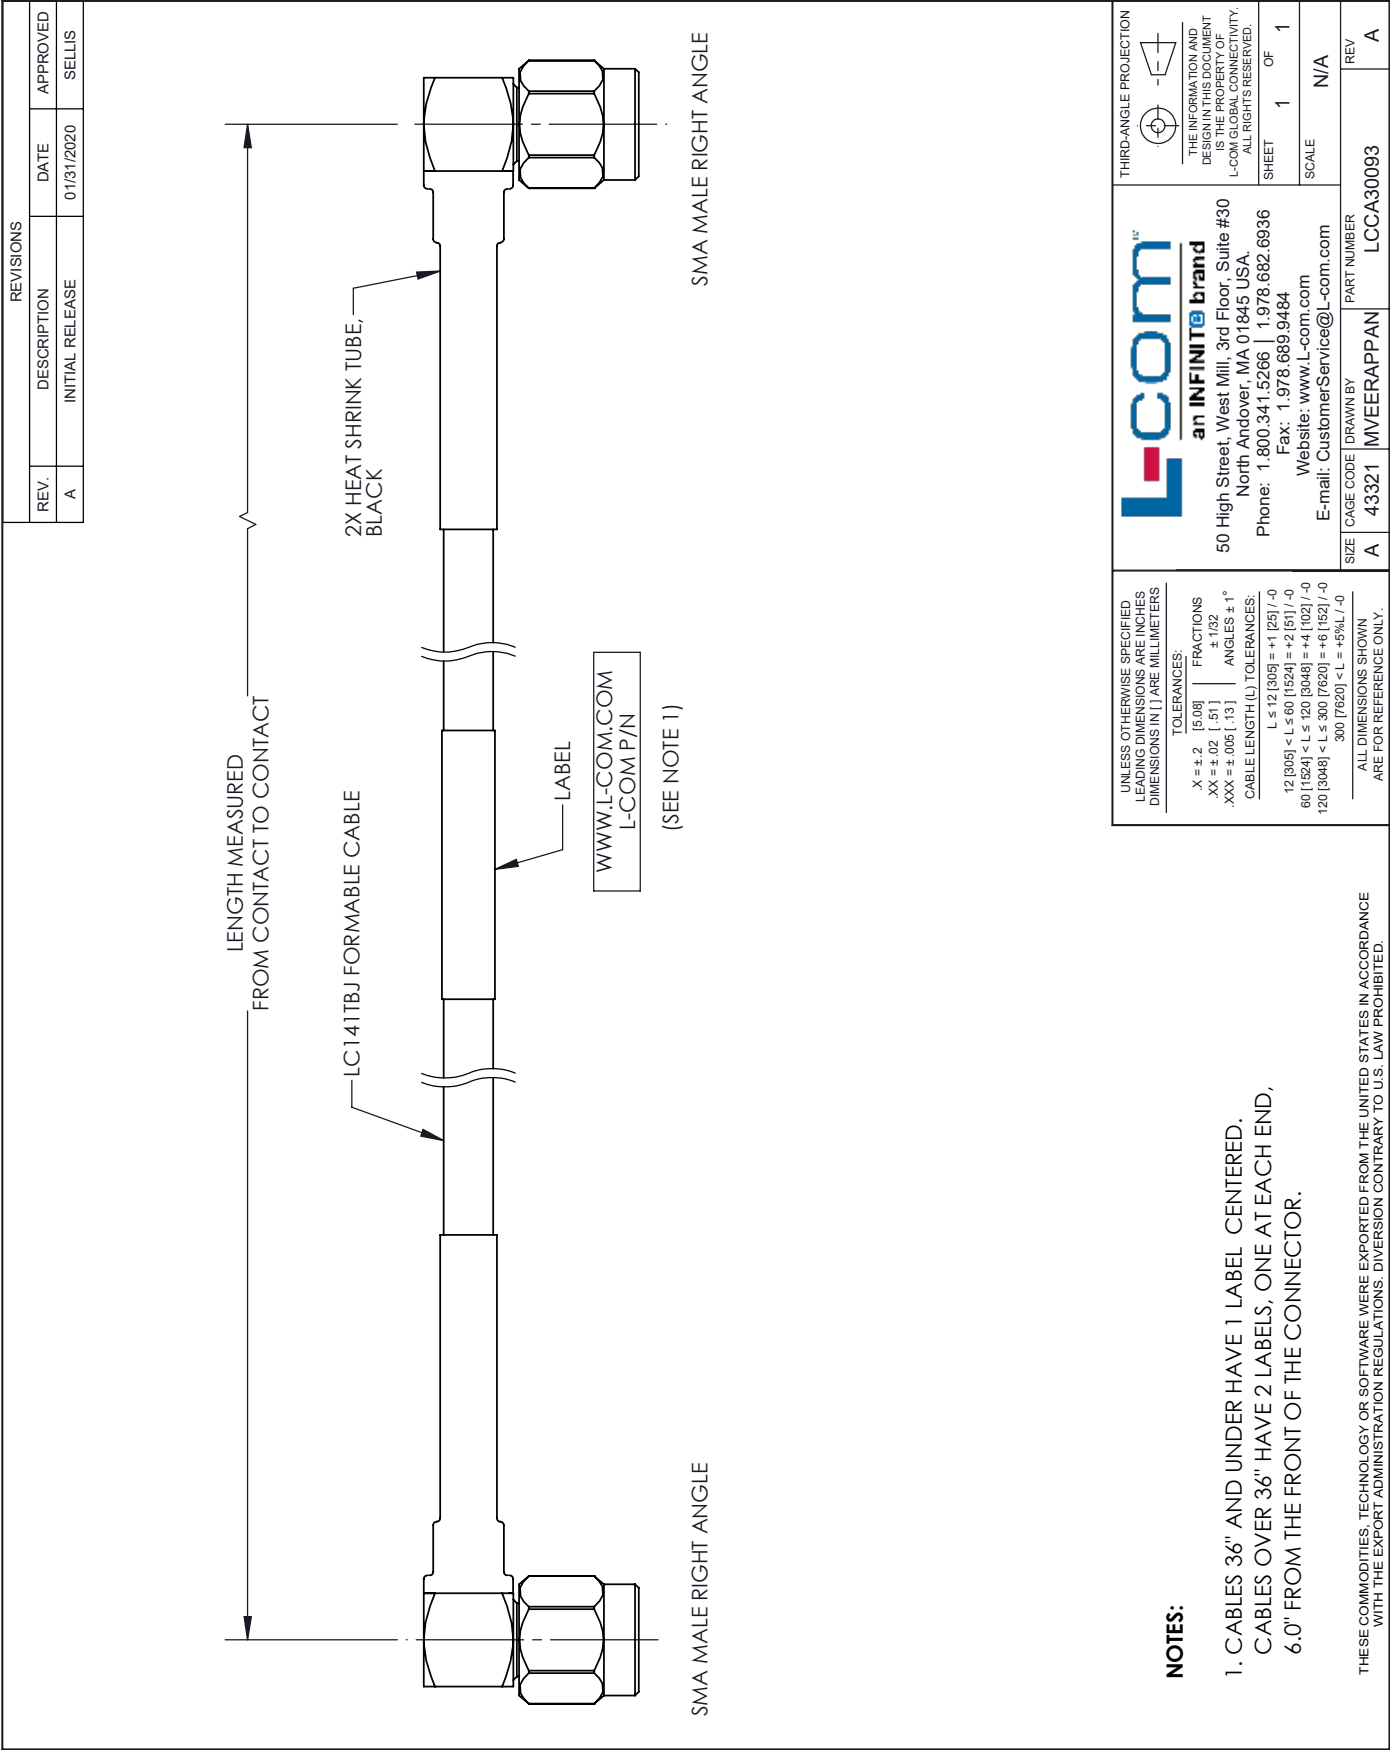 REVISIONS
REV. DESCRIPTION DATE APPROVED
A INITIAL RELEASE 01/31/2020 SELLIS
LENGTH MEASURED
FROM CONTACT TO CONTACT
LC141TBJ FORMABLE CABLE
2X HEAT SHRINK TUBE,
BLACK
LABEL
WWW.L-COM.COM
L-COM P/N
(SEE NOTE 1)
SMA MALE RIGHT ANGLE
SMA MALE RIGHT ANGLE
NOTES:
1. CABLES 36" AND UNDER HAVE 1 LABEL CENTERED.
CABLES OVER 36" HAVE 2 LABELS, ONE AT EACH END,
6.0" FROM THE FRONT OF THE CONNECTOR.
THESE COMMODITIES, TECHNOLOGY OR SOFTWARE WERE EXPORTED FROM THE UNITED STATES IN ACCORDANCE
WITH THE EXPORT ADMINISTRATION REGULATIONS. DIVERSION CONTRARY TO U.S. LAW PROHIBITED.
UNLESS OTHERWISE SPECIFIED
LEADING DIMENSIONS ARE INCHES
DIMENSIONS IN [ ] ARE MILLIMETERS
TOLERANCES:
.X = ±.2 [5.08] FRACTIONS
.XX = ±.02 [ .51] ± 1/32
.XXX = ±.005 [ .13 ] ANGLES ± 1°
CABLE LENGTH (L) TOLERANCES:
L ≤ 12 [305] = +1 [25] / -0
12 [305] < L ≤ 60 [1524] = +2 [51] / -0
60 [1524] < L ≤ 120 [3048] = +4 [102] / -0
120 [3048] < L ≤ 300 [7620] = +6 [152] / -0
300 [7620] < L = +5%L / -0
ALL DIMENSIONS SHOWN
ARE FOR REFERENCE ONLY.
L-com™
an INFINIT@ brand
50 High Street, West Mill, 3rd Floor, Suite #30
North Andover, MA 01845 USA.
Phone: 1.800.341.5266 | 1.978.682.6936
Fax: 1.978.689.9484
Website: www.L-com.com
E-mail: CustomerService@L-com.com
THIRD-ANGLE PROJECTION
THE INFORMATION AND
DESIGN IN THIS DOCUMENT
IS THE PROPERTY OF
L-COM GLOBAL CONNECTIVITY.
ALL RIGHTS RESERVED.
SHEET 1 OF 1
SCALE N/A
SIZE CAGE CODE DRAWN BY PART NUMBER REV
A 43321 MVEERAPPAN LCCA30093 A